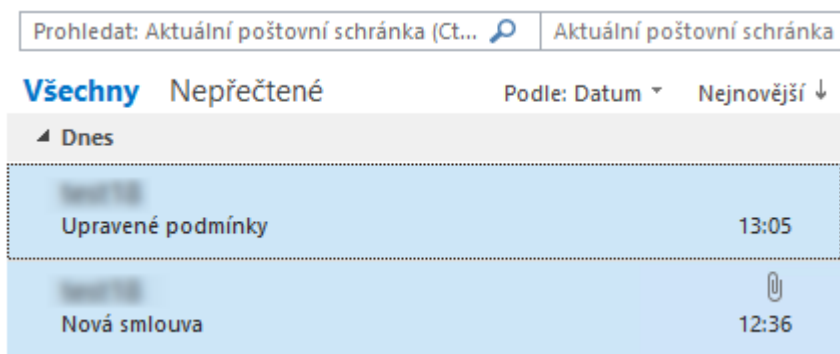 Prohledat: Aktuální poštovní schránka (Ct... Aktuální poštovní schránka
Všechny Nepřečtené Podle: Datum Nejnovější ↓
Dnes
Upravené podmínky 13:05
Nová smlouva 12:36